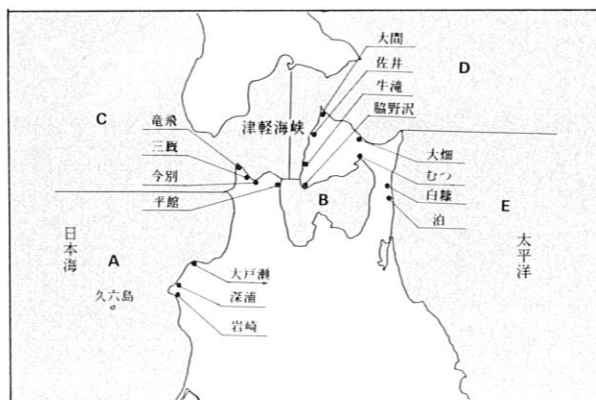 大間
佐井
牛滝
脇野沢
D
C
津軽海峡
竜飛
三厩
今別
平館
大畑
むつ
白糠
泊
B
E
日本海
太平洋
A
久六島
大戸瀬
深浦
岩崎